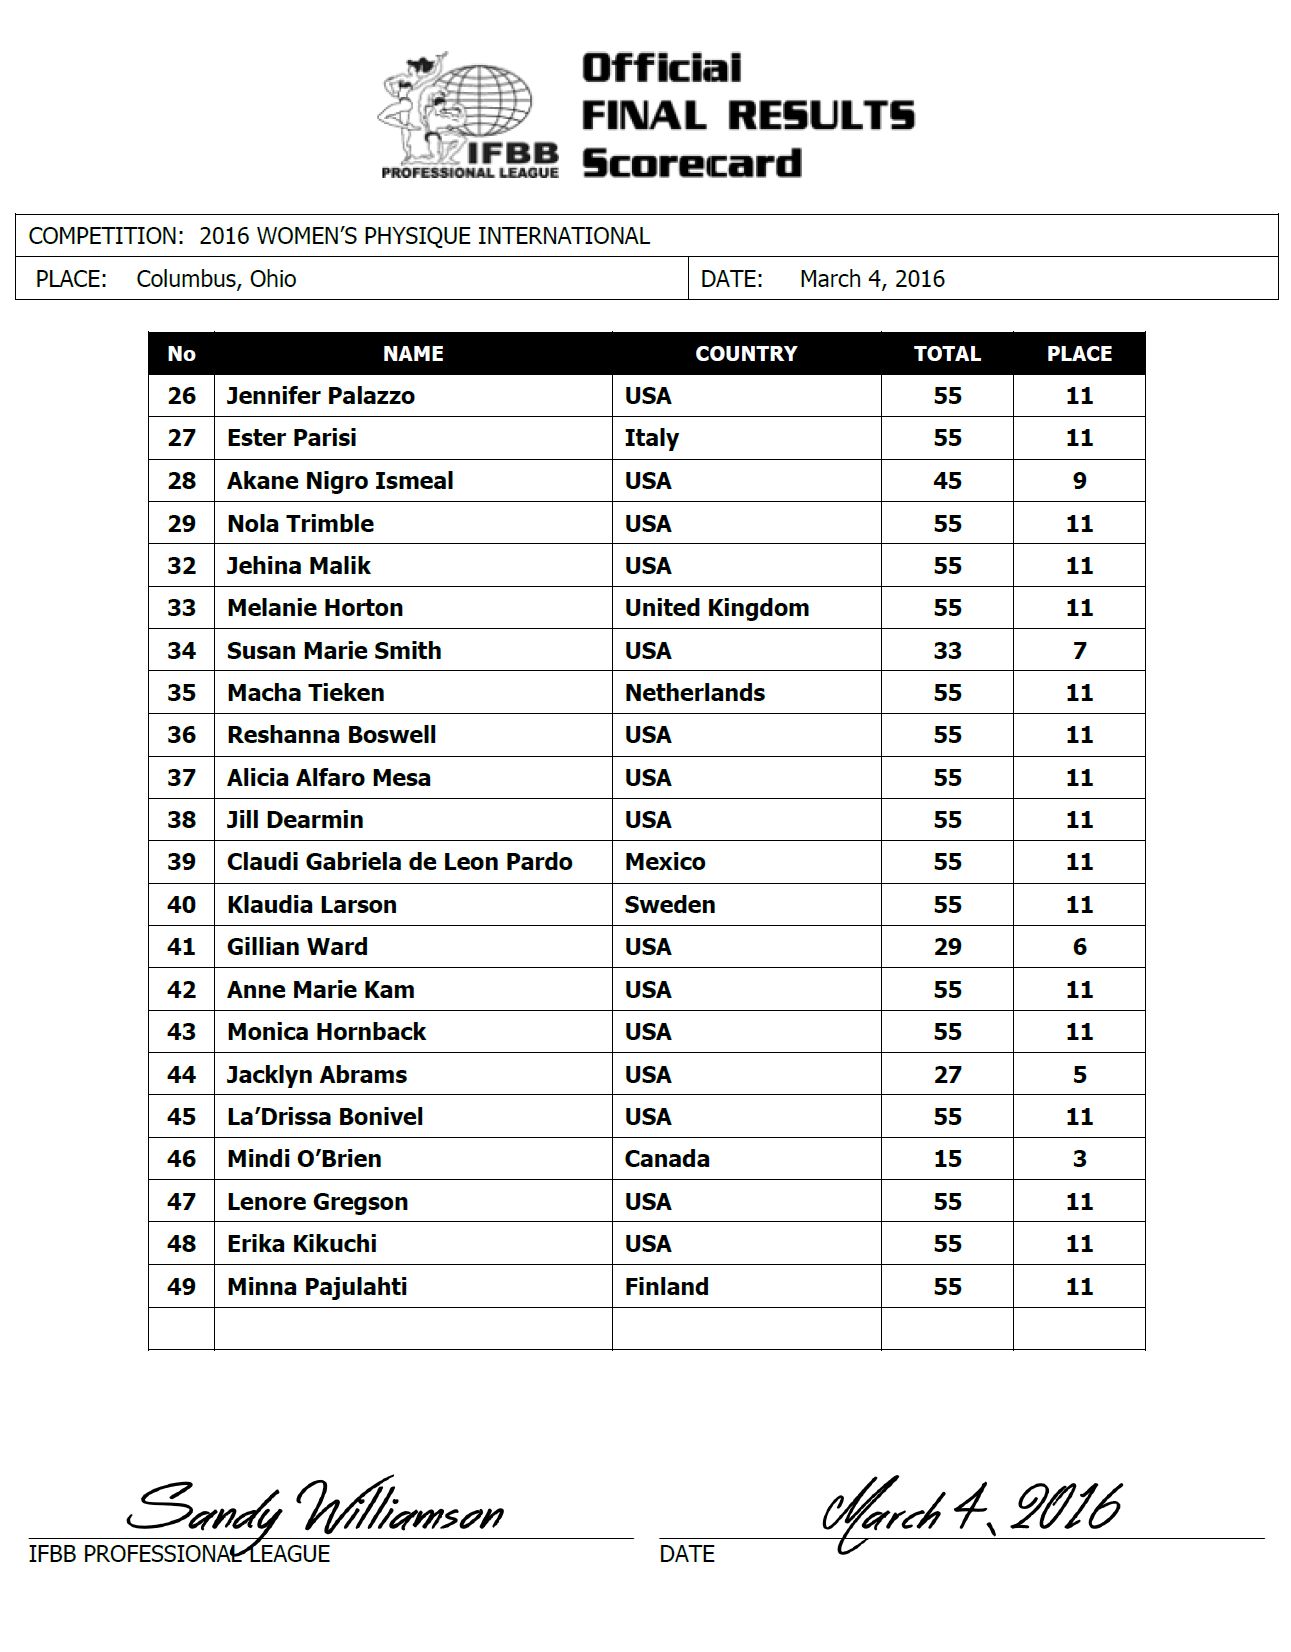 Official
FINAL RESULTS
Scorecard
IFBB
PROFESSIONAL LEAGUE
COMPETITION: 2016 WOMEN’S PHYSIQUE INTERNATIONAL
PLACE: Columbus, Ohio DATE: March 4, 2016
No NAME COUNTRY TOTAL PLACE
26 Jennifer Palazzo USA 55 11
27 Ester Parisi Italy 55 11
28 Akane Nigro Ismeal USA 45 9
29 Nola Trimble USA 55 11
32 Jehina Malik USA 55 11
33 Melanie Horton United Kingdom 55 11
34 Susan Marie Smith USA 33 7
35 Macha Tieken Netherlands 55 11
36 Reshanna Boswell USA 55 11
37 Alicia Alfaro Mesa USA 55 11
38 Jill Dearmin USA 55 11
39 Claudi Gabriela de Leon Pardo Mexico 55 11
40 Klaudia Larson Sweden 55 11
41 Gillian Ward USA 29 6
42 Anne Marie Kam USA 55 11
43 Monica Hornback USA 55 11
44 Jacklyn Abrams USA 27 5
45 La’Drissa Bonivel USA 55 11
46 Mindi O’Brien Canada 15 3
47 Lenore Gregson USA 55 11
48 Erika Kikuchi USA 55 11
49 Minna Pajulahti Finland 55 11
Sandy Williamson March 4, 2016
IFBB PROFESSIONAL LEAGUE DATE